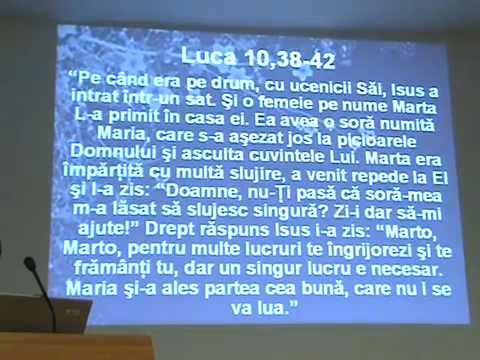 Luca 10,38-42
“Pe când era pe drum, cu ucenicii Săi, Isus a
intrat într-un sat. Şi o femeie pe nume Marta
L-a primit în casa ei. Ea avea o soră numită
Maria, care s-a aşezat jos la picioarele
Domnului şi asculta cuvintele Lui. Marta era
împărţită cu multă slujire, a venit repede la El
şi I-a zis: “Doamne, nu-Ţi pasă că soră-mea
m-a lăsat să slujesc singură? Zi-i dar să-mi
ajute!” Drept răspuns Isus i-a zis: “Marto,
Marto, pentru multe lucruri te îngrijorezi şi te
frămânţi tu, dar un singur lucru e necesar.
Maria şi-a ales partea cea bună, care nu i se
va lua.”